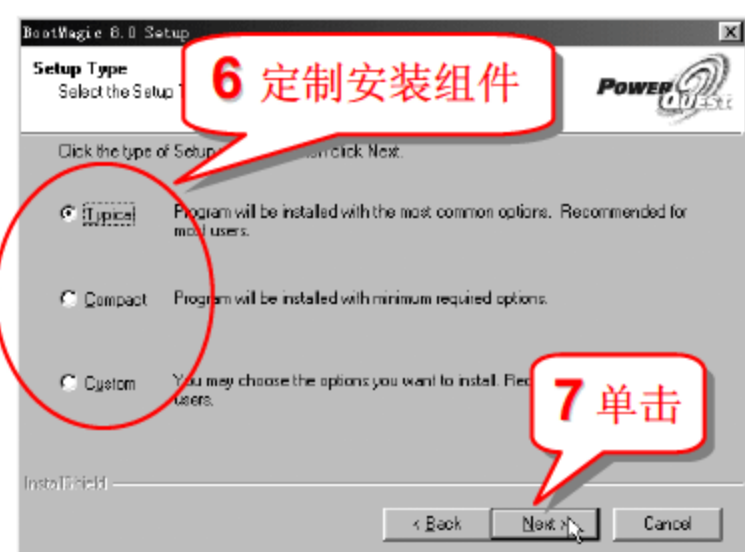 BootMagic 8.0 Setup
Setup Type
Select the Setup
6 定制安装组件
POWERQUEST
Click the type of Setup click Next.
Typical
Program will be installed with the most common options. Recommended for
most users.
Compact
Program will be installed with minimum required options.
Custom
You may choose the options you want to install.
users.
7 单击
InstallShield
< Back
Next >
Cancel